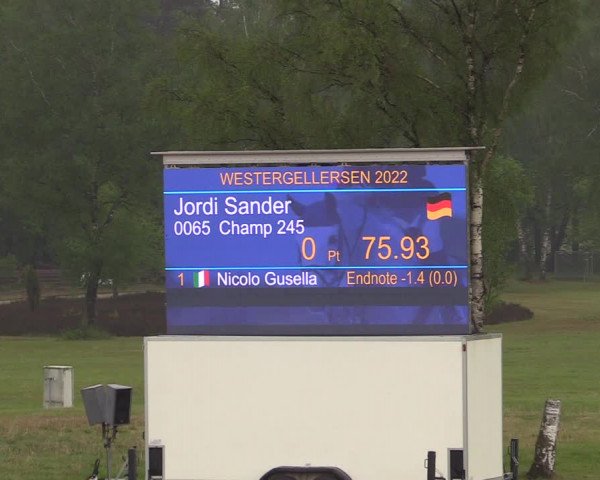 WESTERGELLERSEN 2022
Jordi Sander
0065 Champ 245
0 Pt 75.93
1 Nicolo Gusella Endnote -1.4 (0.0)